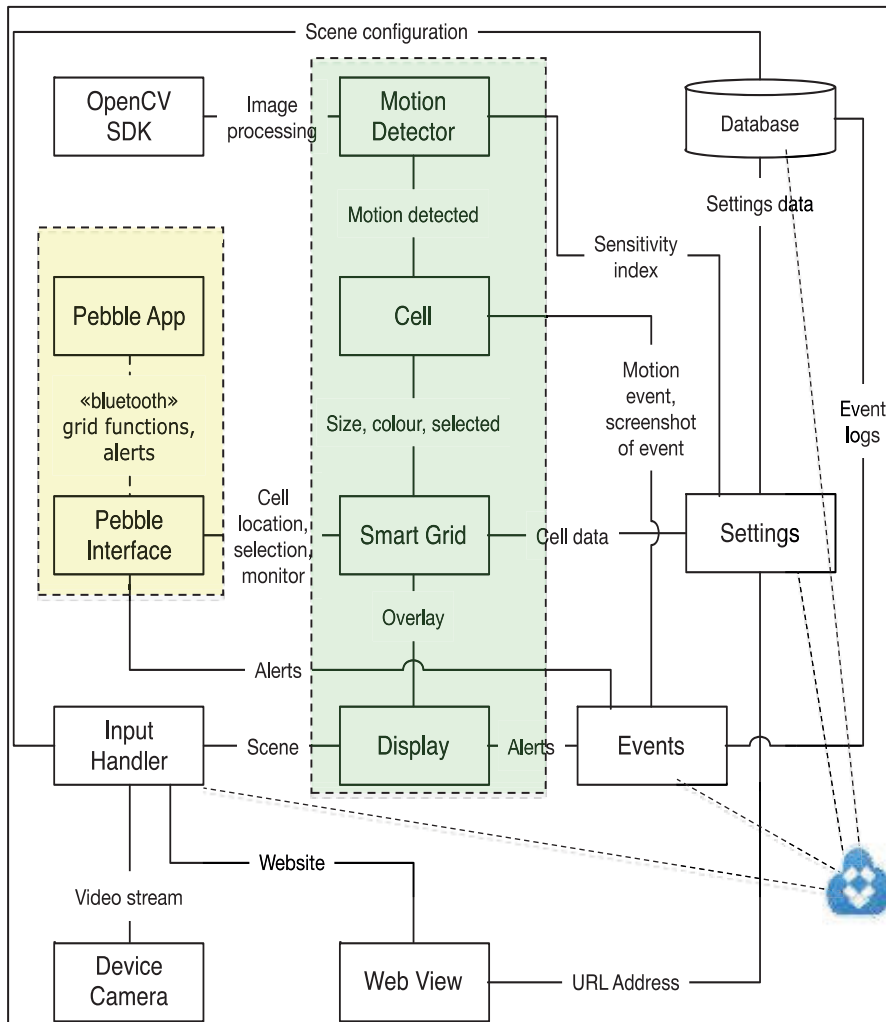 Scene configuration
OpenCV
SDK
Image
processing
Motion
Detector
Database
Motion detected
Settings data
Sensitivity
index
Pebble App
Cell
«bluetooth»
grid functions,
alerts
Size, colour, selected
Motion
event,
screenshot
of event
Event
logs
Pebble
Interface
Cell
location,
selection,
monitor
Smart Grid
Cell data
Settings
Overlay
Alerts
Input
Handler
Scene
Display
Alerts
Events
Website
Video stream
Device
Camera
Web View
URL Address